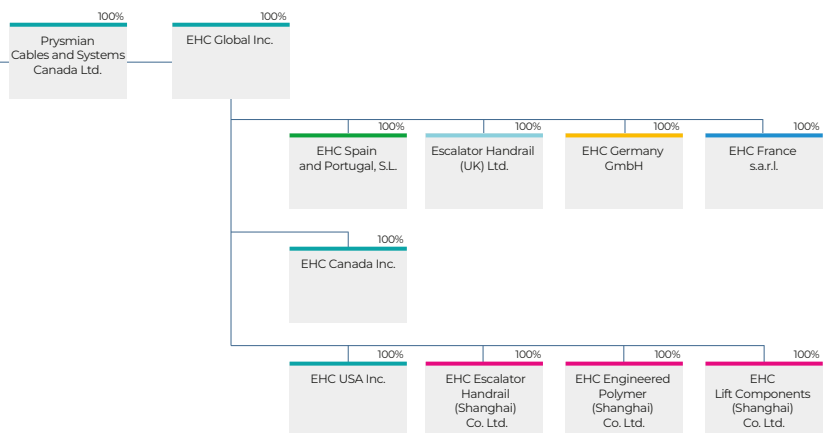 100%
Prysmian
Cables and Systems
Canada Ltd.
100%
EHC Global Inc.
100%
EHC Spain
and Portugal, S.L.
100%
Escalator Handrail
(UK) Ltd.
100%
EHC Germany
GmbH
100%
EHC France
s.a.r.l.
100%
EHC Canada Inc.
100%
EHC USA Inc.
100%
EHC Escalator
Handrail
(Shanghai)
Co. Ltd.
100%
EHC Engineered
Polymer
(Shanghai)
Co. Ltd.
100%
EHC
Lift Components
(Shanghai)
Co. Ltd.